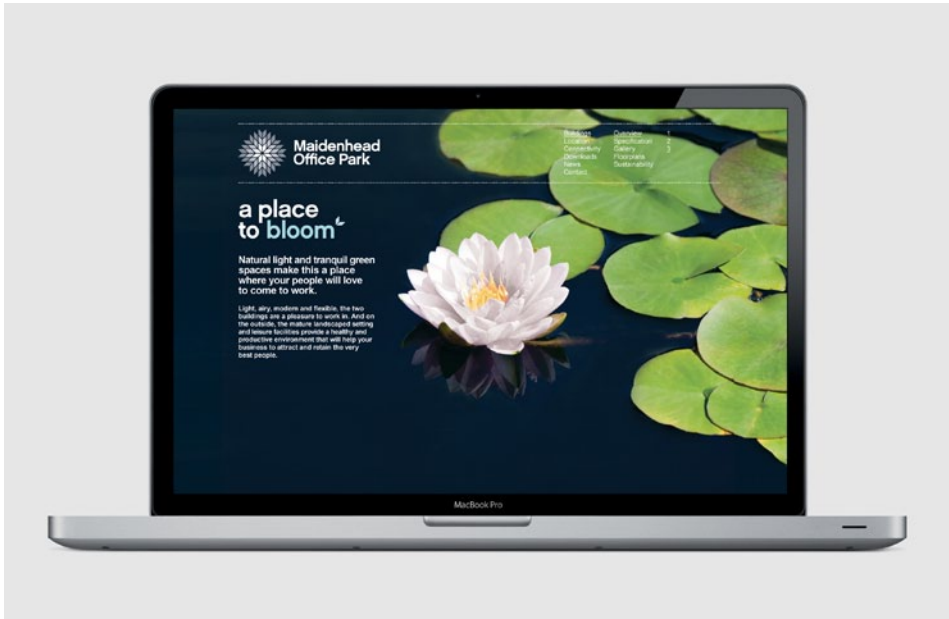 Maidenhead
Office Park
Buildings
Location
Connectivity
Downloads
News
Contact
Overview
Specification
Gallery
Floorplans
Sustainability
1
2
3
a place
to bloom
Natural light and tranquil green
spaces make this a place
where your people will love
to come to work.
Light, airy, modern and flexible, the two
buildings are a pleasure to work in. And on
the outside, the mature landscaped setting
and leisure facilities provide a healthy and
productive environment that will help your
business to attract and retain the very
best people.
MacBook Pro